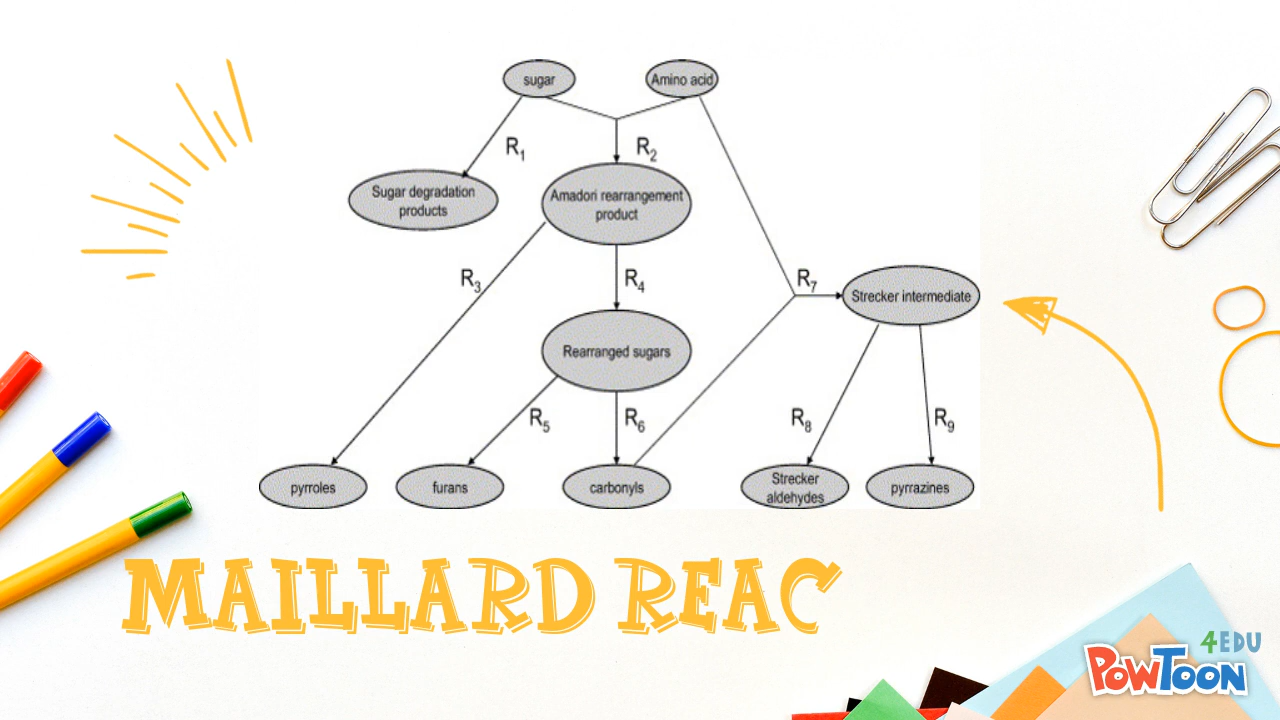 sugar
Amino acid
R1
R2
Sugar degradation
products
Amadori rearrangement
product
R3
R4
R7
Strecker intermediate
Rearranged sugars
R5
R6
R8
R9
pyrroles
furans
carbonyls
Strecker
aldehydes
pyrrazines
MAILLARD REAC
4EDU
POWTOON